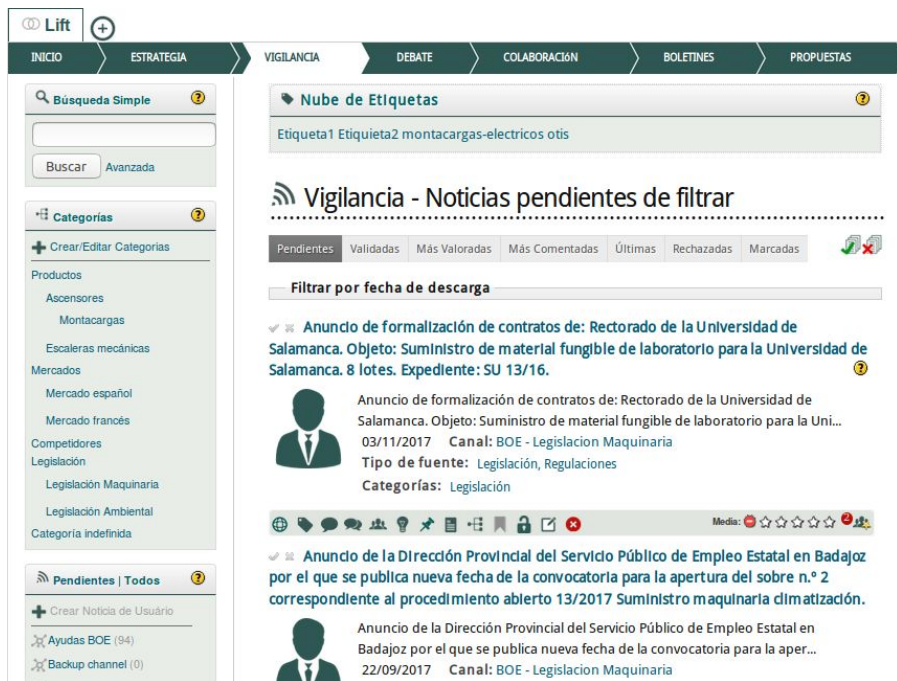 Lift
INICIO ESTRATEGIA VIGILANCIA DEBATE COLABORACIóN BOLETINES PROPUESTAS
Búsqueda Simple
Buscar Avanzada
Categorías
Crear/Editar Categorias
Productos
Ascensores
Montacargas
Escaleras mecánicas
Mercados
Mercado español
Mercado francés
Competidores
Legislación
Legislación Maquinaria
Legislación Ambiental
Categoría indefinida
Pendientes | Todos
Crear Noticia de Usuário
Ayudas BOE (94)
Backup channel (0)
Nube de Etiquetas
Etiqueta1 Etiquieta2 montacargas-electricos otis
Vigilancia - Noticias pendientes de filtrar
Pendientes Validadas Más Valoradas Más Comentadas Últimas Rechazadas Marcadas
Filtrar por fecha de descarga
Anuncio de formalización de contratos de: Rectorado de la Universidad de
Salamanca. Objeto: Suministro de material fungible de laboratorio para la Universidad de
Salamanca. 8 lotes. Expediente: SU 13/16.
Anuncio de formalización de contratos de: Rectorado de la Universidad de
Salamanca. Objeto: Suministro de material fungible de laboratorio para la Uni...
03/11/2017 Canal: BOE - Legislacion Maquinaria
Tipo de fuente: Legislación, Regulaciones
Categorías: Legislación
Media: 2
Anuncio de la Dirección Provincial del Servicio Público de Empleo Estatal en Badajoz
por el que se publica nueva fecha de la convocatoria para la apertura del sobre n.º 2
correspondiente al procedimiento abierto 13/2017 Suministro maquinaria climatización.
Anuncio de la Dirección Provincial del Servicio Público de Empleo Estatal en
Badajoz por el que se publica nueva fecha de la convocatoria para la aper...
22/09/2017 Canal: BOE - Legislacion Maquinaria